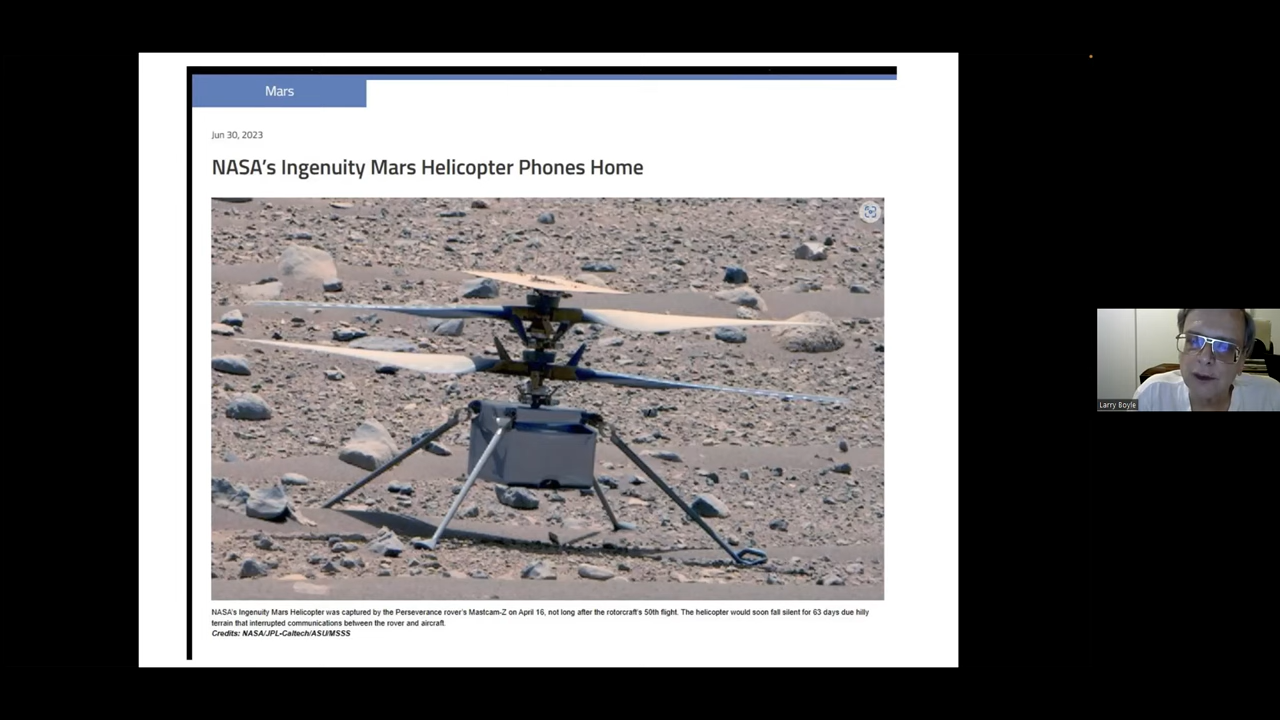 Mars
Jun 30, 2023
NASA's Ingenuity Mars Helicopter Phones Home
NASA's Ingenuity Mars Helicopter was captured by the Perseverance rover's Mastcam-Z on April 16, not long after the rotorcraft's 50th flight. The helicopter would soon fall silent for 63 days due hilly
terrain that interrupted communications between the rover and aircraft.
Credits: NASA/JPL-Caltech/ASU/MSSS
Larry Boyle